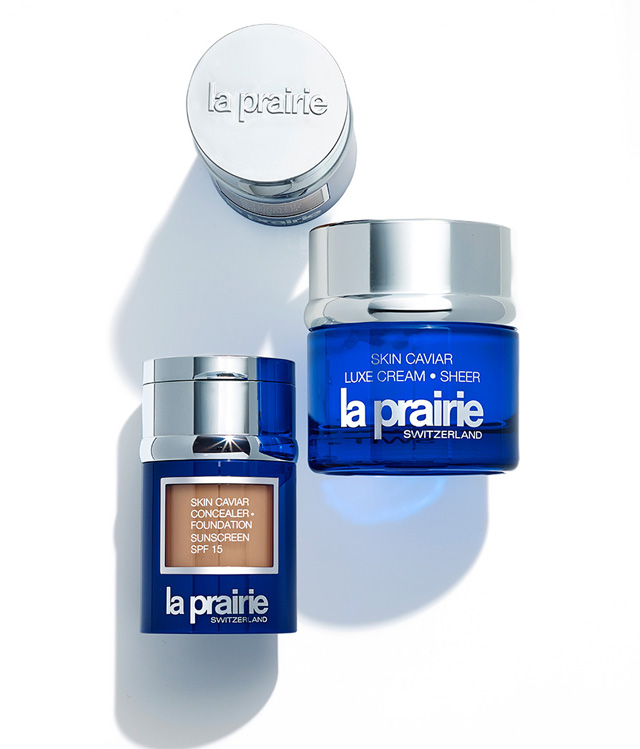 la prairie
SKIN CAVIAR
LUXE CREAM • SHEER
la prairie
SWITZERLAND
SKIN CAVIAR
CONCEALER •
FOUNDATION
SUNSCREEN
SPF 15
la prairie
SWITZERLAND